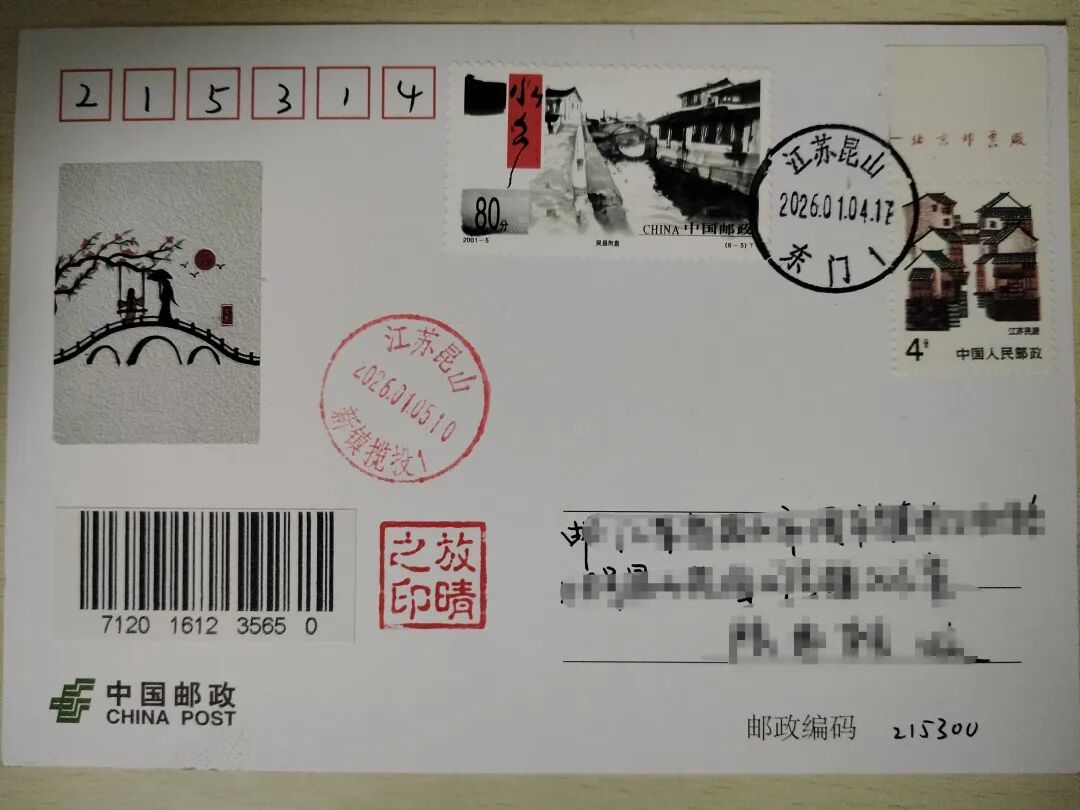 215314
水乡
80分
CHINA 中国邮政
2001-5
吴县甪直
(6-5)T
江苏昆山
2026.01.04.17
东门1
北京邮票厂
江苏民居
4分
中国人民邮政
江苏昆山
2026.01.05.10
新镇揽投1
之放
印晴
7120 1612 3565 0
中国邮政
CHINA POST
邮政编码 215300